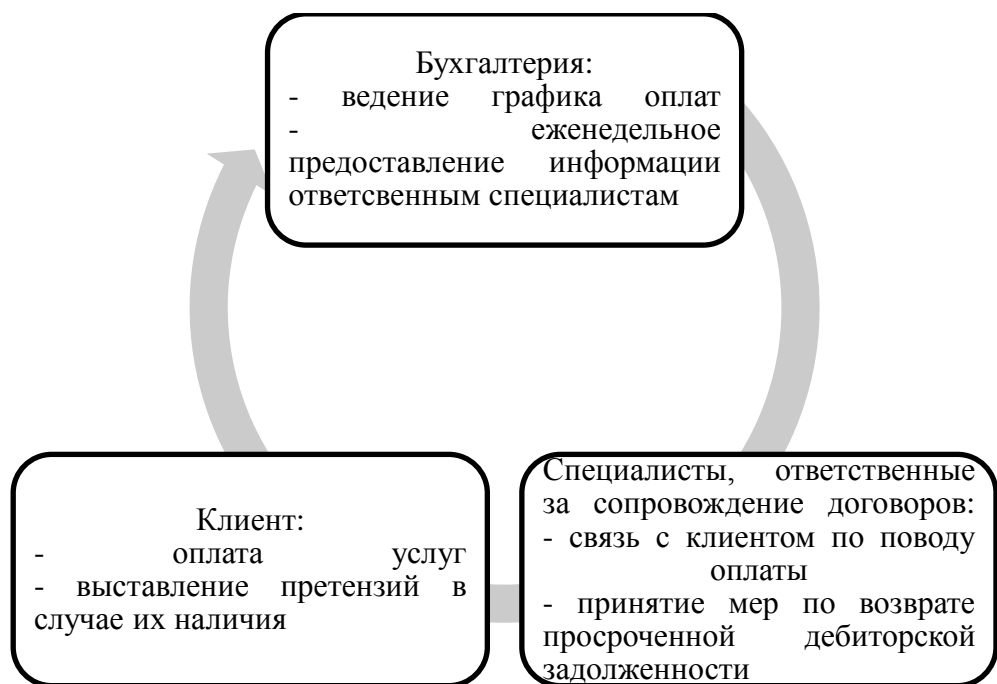 Бухгалтерия:
- ведение графика оплат
- еженедельное
предоставление информации
ответсвенным специалистам
Клиент:
- оплата услуг
- выставление претензий в
случае их наличия
Специалисты, ответственные
за сопровождение договоров:
- связь с клиентом по поводу
оплаты
- принятие мер по возврате
просроченной дебиторской
задолженности